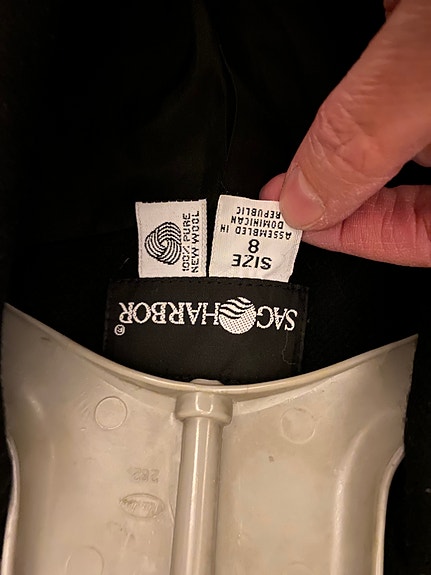 SAG HARBOR®
100% PURE
NEW WOOL
SIZE
8
ASSEMBLED IN
DOMINICAN
REPUBLIC